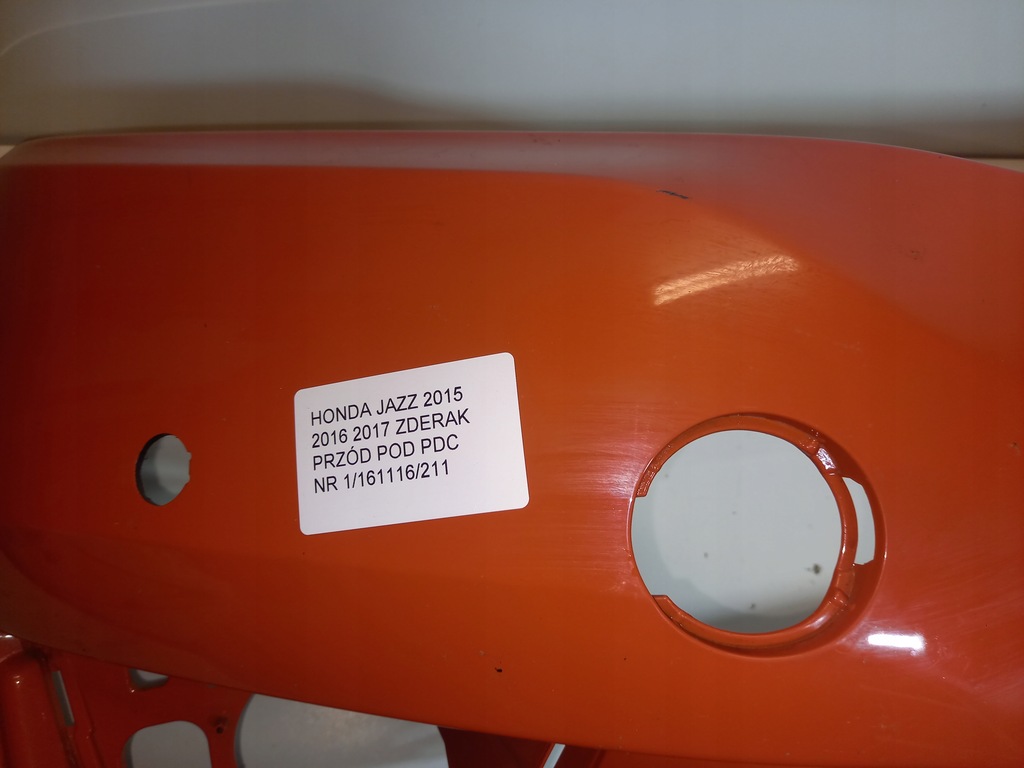 HONDA JAZZ 2015
2016 2017 ZDERAK
PRZÓD POD PDC
NR 1/161116/211